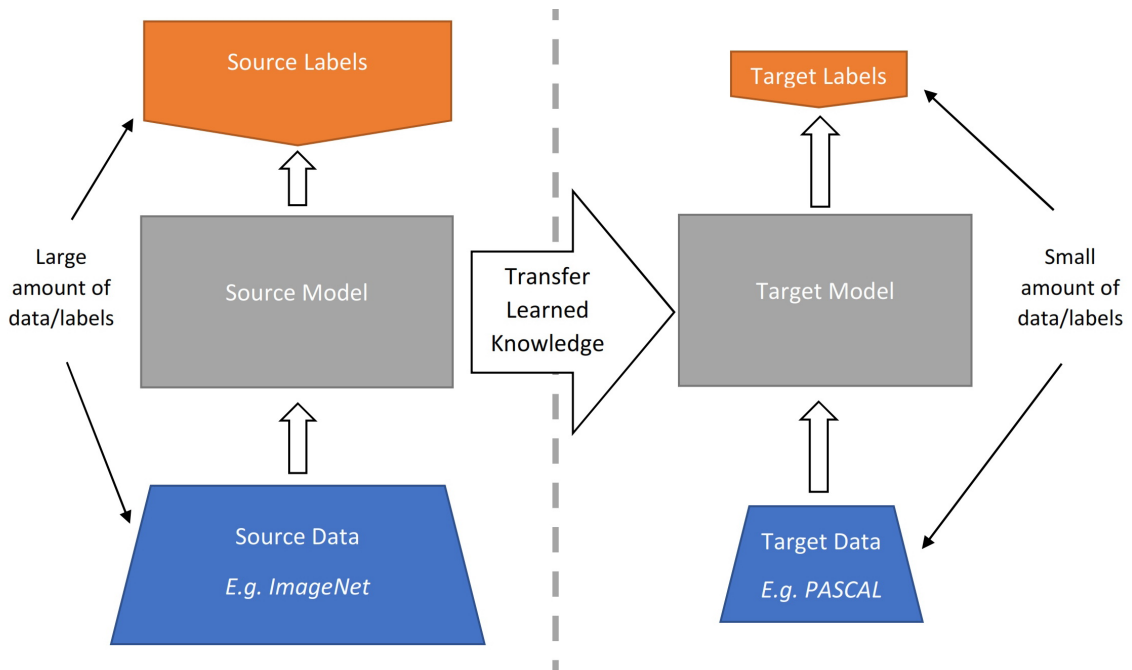 Source Labels
Target Labels
Large
amount of
data/labels
Source Model
Transfer
Learned
Knowledge
Target Model
Small
amount of
data/labels
Source Data
E.g. ImageNet
Target Data
E.g. PASCAL